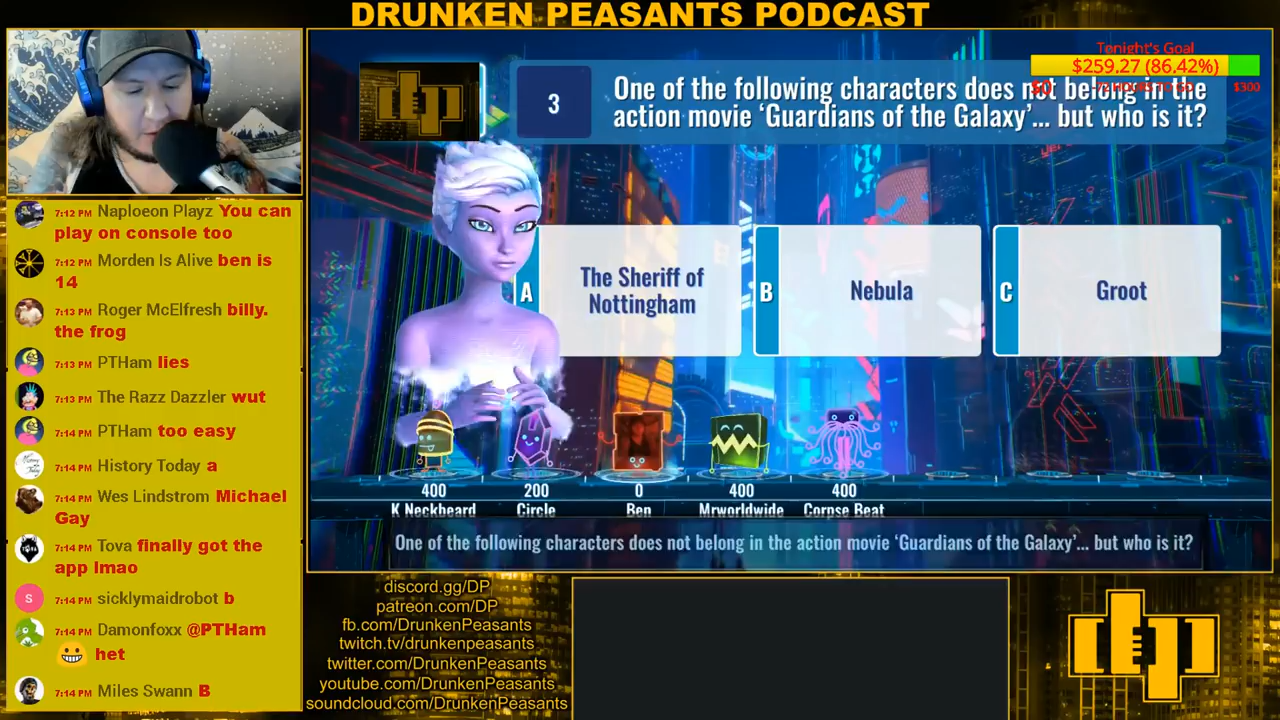 DRUNKEN PEASANTS PODCAST
Tonight's Goal
$259.27 (86.42%)
$0
$300
3
One of the following characters does not belong in the
action movie ‘Guardians of the Galaxy’... but who is it?
A
The Sheriff of
Nottingham
B
Nebula
C
Groot
400
200
0
400
400
K Neckbeard
Circle
Ben
Mrworldwide
Corpse Beat
One of the following characters does not belong in the action movie ‘Guardians of the Galaxy’... but who is it?
7:12 PM Naploeon Playz You can
play on console too
7:12 PM Morden Is Alive ben is
14
7:13 PM Roger McElfresh billy.
the frog
7:13 PM PTHam lies
7:13 PM The Razz Dazzler wut
7:14 PM PTHam too easy
7:14 PM History Today a
7:14 PM Wes Lindstrom Michael
Gay
7:14 PM Tova finally got the
app lmao
S
7:14 PM sicklymaidrobot b
7:14 PM Damonfoxx @PTHam
😀 het
7:14 PM Miles Swann B
discord.gg/DP
patreon.com/DP
fb.com/DrunkenPeasants
twitch.tv/drunkenpeasants
twitter.com/DrunkenPeasants
youtube.com/DrunkenPeasants
soundcloud.com/DrunkenPeasants